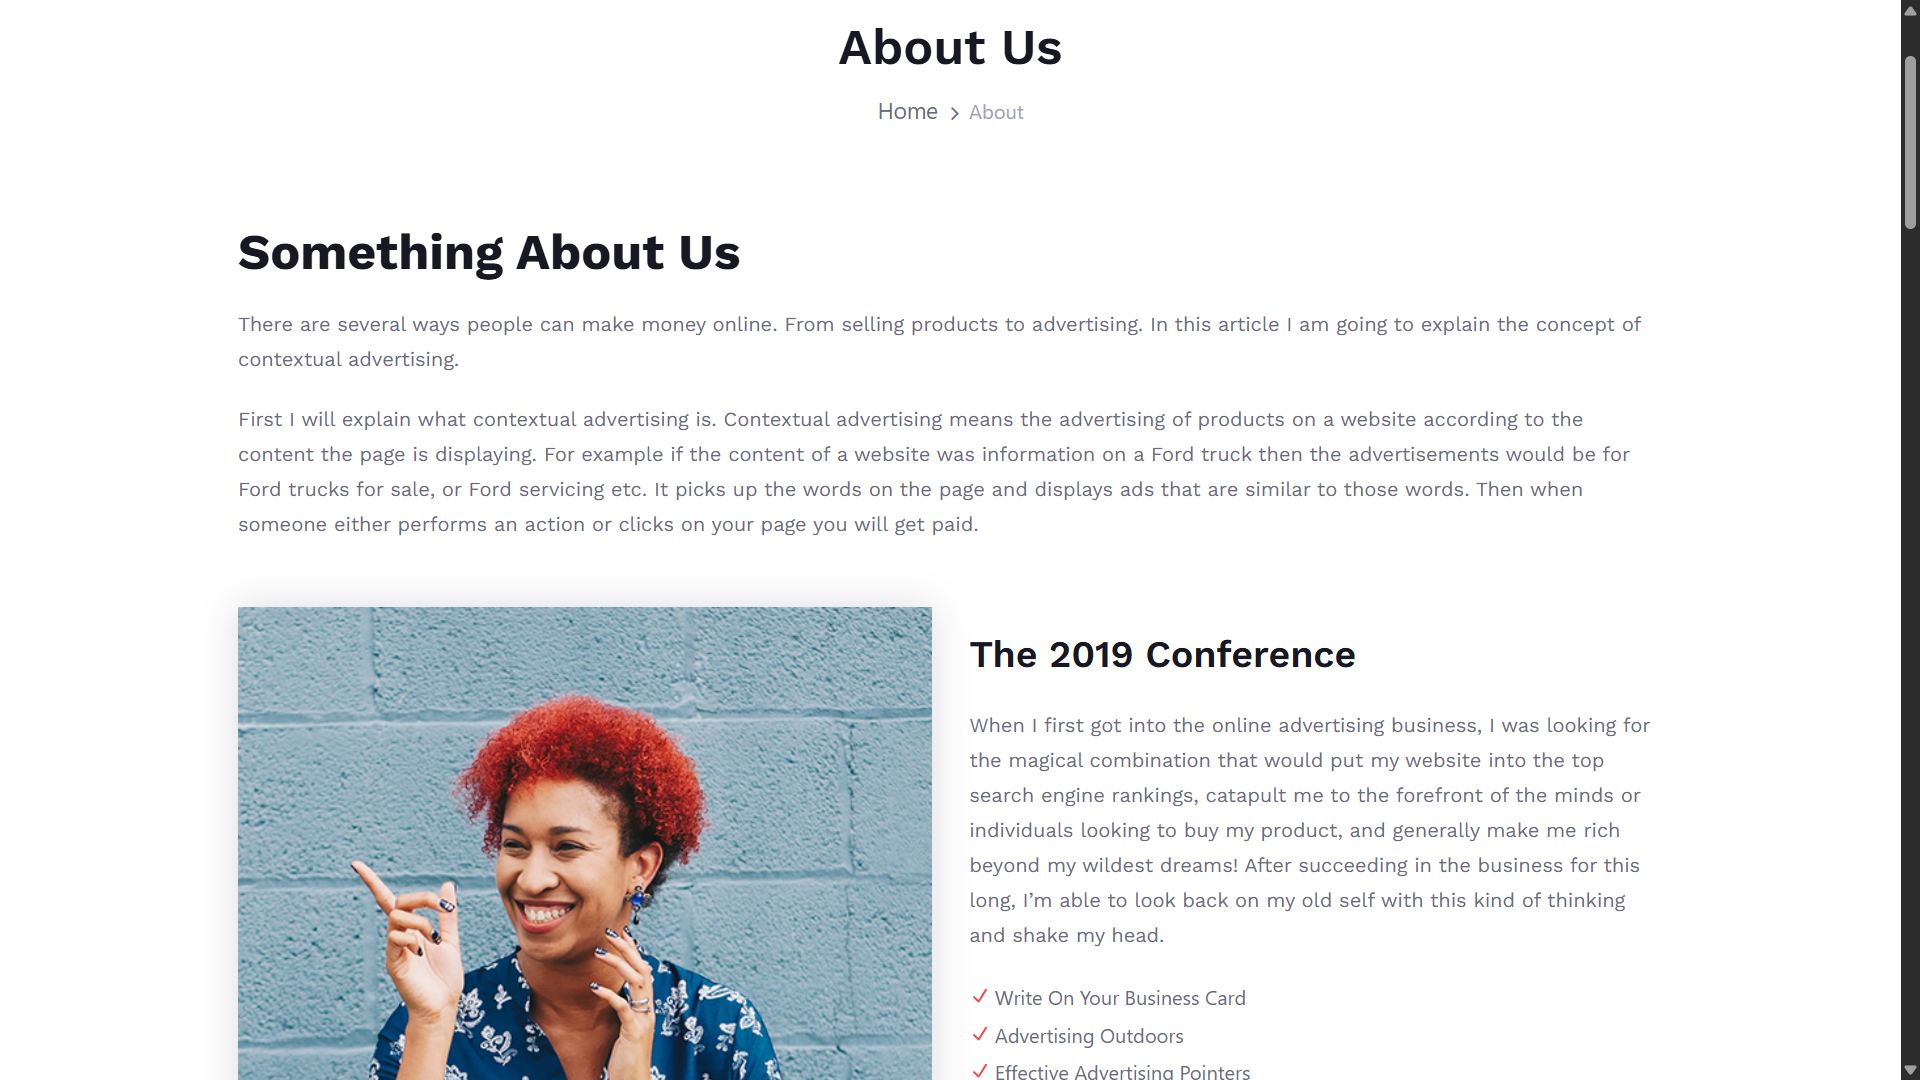 About Us
Home > About
Something About Us
There are several ways people can make money online. From selling products to advertising. In this article I am going to explain the concept of
contextual advertising.
First I will explain what contextual advertising is. Contextual advertising means the advertising of products on a website according to the
content the page is displaying. For example if the content of a website was information on a Ford truck then the advertisements would be for
Ford trucks for sale, or Ford servicing etc. It picks up the words on the page and displays ads that are similar to those words. Then when
someone either performs an action or clicks on your page you will get paid.
The 2019 Conference
When I first got into the online advertising business, I was looking for
the magical combination that would put my website into the top
search engine rankings, catapult me to the forefront of the minds or
individuals looking to buy my product, and generally make me rich
beyond my wildest dreams! After succeeding in the business for this
long, I’m able to look back on my old self with this kind of thinking
and shake my head.
Write On Your Business Card
Advertising Outdoors
Effective Advertising Pointers